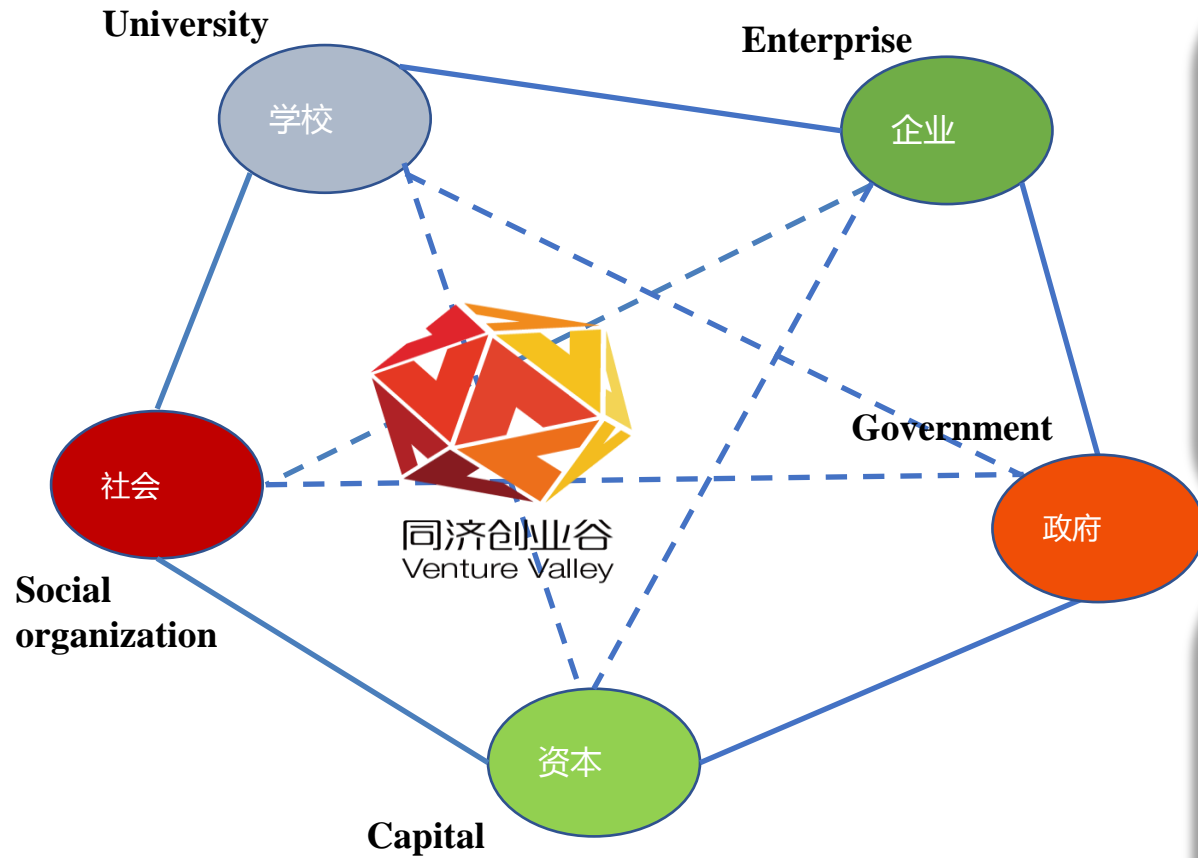 University
Enterprise
学校
企业
Government
社会
政府
同济创业谷
Venture Valley
Social
organization
资本
Capital